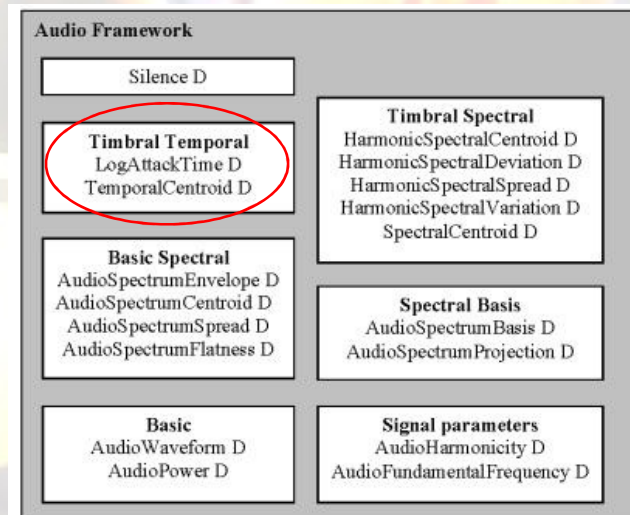 Audio Framework
Silence D
Timbral Temporal
LogAttackTime D
TemporalCentroid D
Timbral Spectral
HarmonicSpectralCentroid D
HarmonicSpectralDeviation D
HarmonicSpectralSpread D
HarmonicSpectralVariation D
SpectralCentroid D
Basic Spectral
AudioSpectrumEnvelope D
AudioSpectrumCentroid D
AudioSpectrumSpread D
AudioSpectrumFlatness D
Spectral Basis
AudioSpectrumBasis D
AudioSpectrumProjection D
Basic
AudioWaveform D
AudioPower D
Signal parameters
AudioHarmonicity D
AudioFundamentalFrequency D